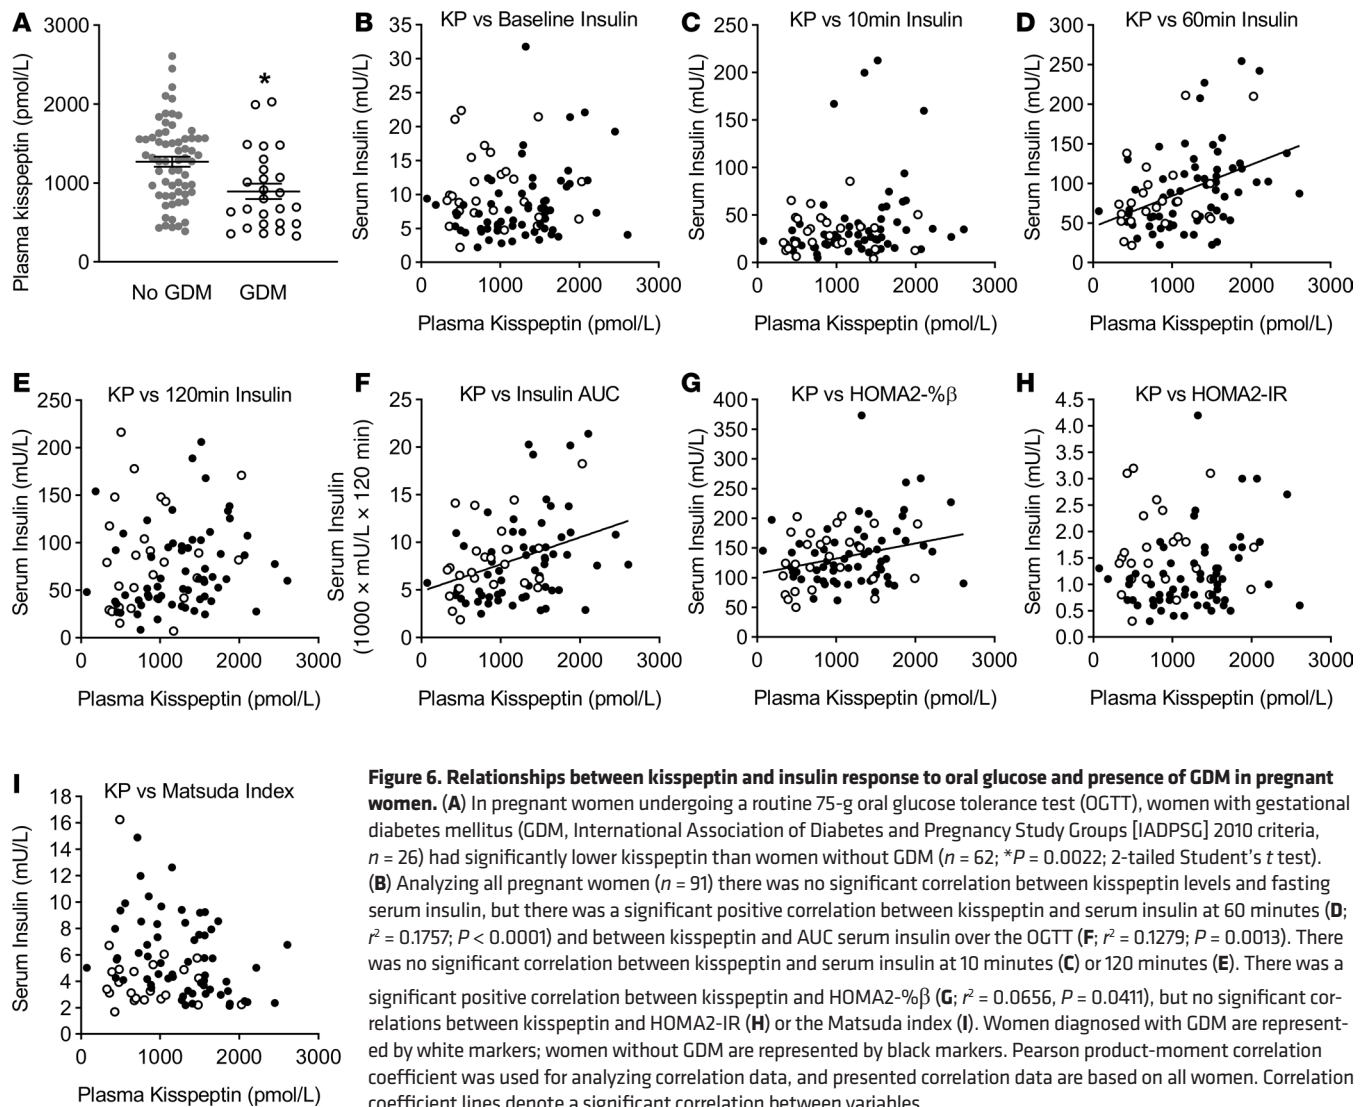 A
3000
2000
1000
0
Plasma kisspeptin (pmol/L)
*
No GDM
GDM
B
KP vs Baseline Insulin
35
30
25
20
15
10
5
0
Serum Insulin (mU/L)
0 1000 2000 3000
Plasma Kisspeptin (pmol/L)
C
KP vs 10min Insulin
250
200
150
100
50
0
Serum Insulin (mU/L)
0 1000 2000 3000
Plasma Kisspeptin (pmol/L)
D
KP vs 60min Insulin
300
250
200
150
100
50
0
Serum Insulin (mU/L)
0 1000 2000 3000
Plasma Kisspeptin (pmol/L)
E
KP vs 120min Insulin
250
200
150
100
50
0
Serum Insulin (mU/L)
0 1000 2000 3000
Plasma Kisspeptin (pmol/L)
F
KP vs Insulin AUC
25
20
15
10
5
0
Serum Insulin
(1000 × mU/L × 120 min)
0 1000 2000 3000
Plasma Kisspeptin (pmol/L)
G
KP vs HOMA2-%β
400
350
300
250
200
150
100
50
0
Serum Insulin (mU/L)
0 1000 2000 3000
Plasma Kisspeptin (pmol/L)
H
KP vs HOMA2-IR
4.5
4.0
3.5
3.0
2.5
2.0
1.5
1.0
0.5
0.0
Serum Insulin (mU/L)
0 1000 2000 3000
Plasma Kisspeptin (pmol/L)
I
KP vs Matsuda Index
18
16
14
12
10
8
6
4
2
0
Serum Insulin (mU/L)
0 1000 2000 3000
Plasma Kisspeptin (pmol/L)
Figure 6. Relationships between kisspeptin and insulin response to oral glucose and presence of GDM in pregnant
women. (A) In pregnant women undergoing a routine 75-g oral glucose tolerance test (OGTT), women with gestational
diabetes mellitus (GDM, International Association of Diabetes and Pregnancy Study Groups [IADPSG] 2010 criteria,
n = 26) had significantly lower kisspeptin than women without GDM (n = 62; *P = 0.0022; 2-tailed Student's t test).
(B) Analyzing all pregnant women (n = 91) there was no significant correlation between kisspeptin levels and fasting
serum insulin, but there was a significant positive correlation between kisspeptin and serum insulin at 60 minutes (D;
r² = 0.1757; P < 0.0001) and between kisspeptin and AUC serum insulin over the OGTT (F; r² = 0.1279; P = 0.0013). There
was no significant correlation between kisspeptin and serum insulin at 10 minutes (C) or 120 minutes (E). There was a
significant positive correlation between kisspeptin and HOMA2-%β (G; r² = 0.0656, P = 0.0411), but no significant cor-
relations between kisspeptin and HOMA2-IR (H) or the Matsuda index (I). Women diagnosed with GDM are represent-
ed by white markers; women without GDM are represented by black markers. Pearson product-moment correlation
coefficient was used for analyzing correlation data, and presented correlation data are based on all women. Correlation
coefficient lines denote a significant correlation between variables.